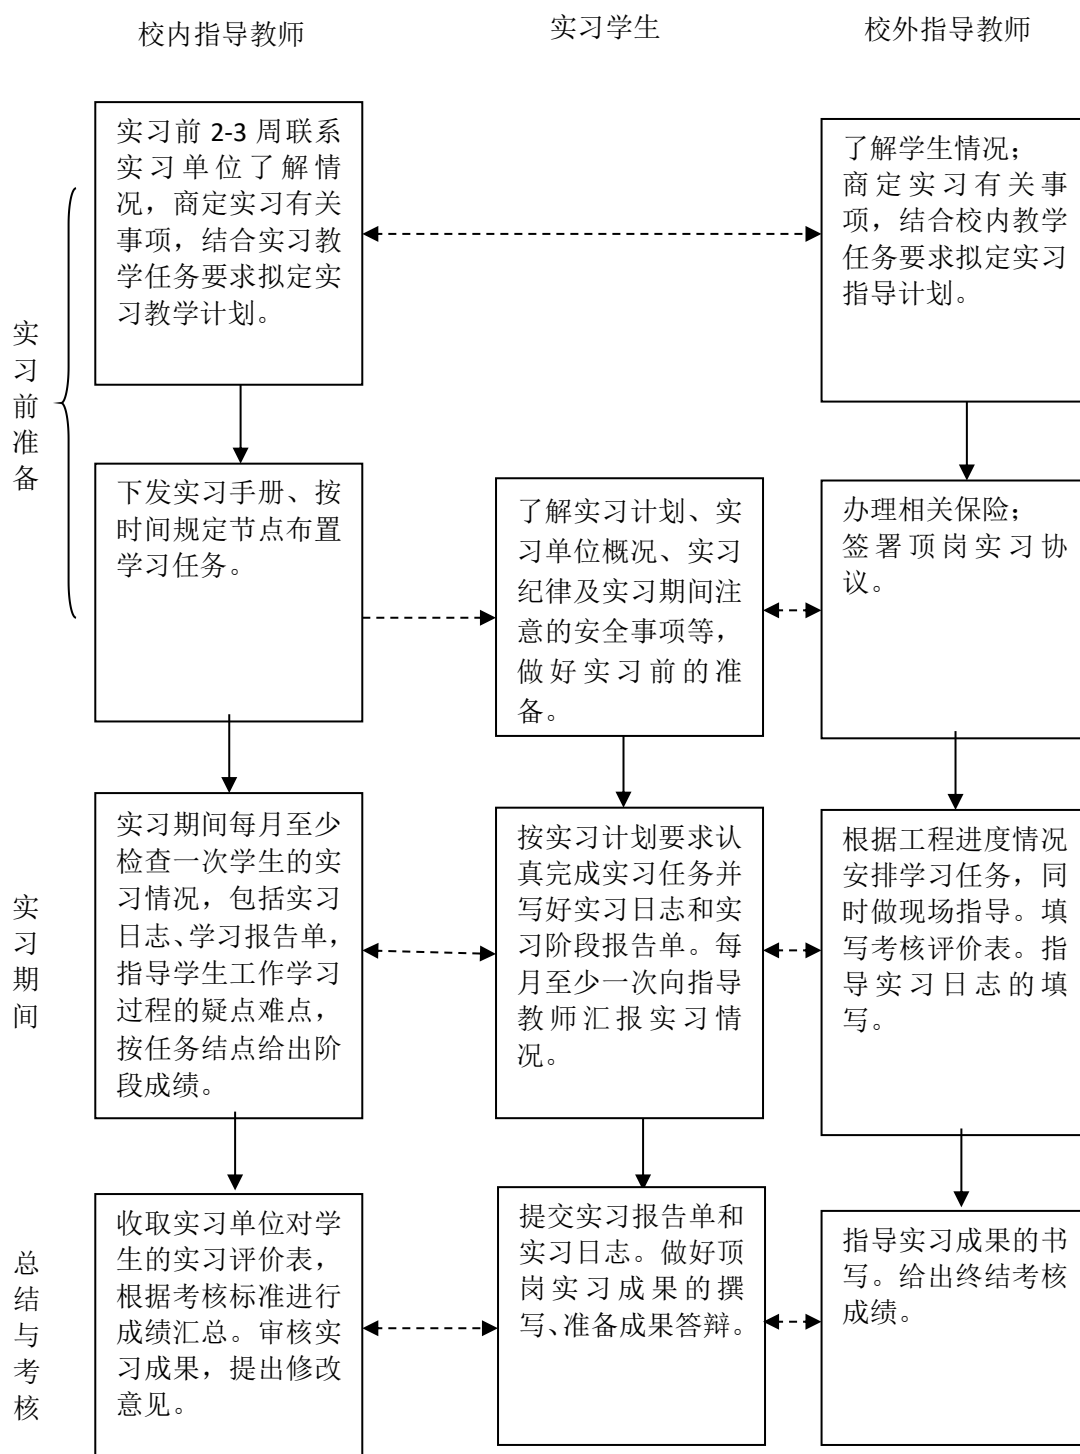 校内指导教师
实习学生
校外指导教师
实习前准备
实习前 2-3 周联系
实习单位了解情
况，商定实习有关
事项，结合实习教
学任务要求拟定实
习教学计划。
了解学生情况；
商定实习有关事
项，结合校内教学
任务要求拟定实习
指导计划。
下发实习手册、按
时间规定节点布置
学习任务。
了解实习计划、实
习单位概况、实习
纪律及实习期间注
意的安全事项等，
做好实习前的准
备。
办理相关保险；
签署顶岗实习协
议。
实习期间
实习期间每月至少
检查一次学生的实
习情况，包括实习
日志、学习报告单，
指导学生工作学习
过程的疑点难点，
按任务结点给出阶
段成绩。
按实习计划要求认
真完成实习任务并
写好实习日志和实
习阶段报告单。每
月至少一次向指导
教师汇报实习情
况。
根据工程进度情况
安排学习任务，同
时做现场指导。填
写考核评价表。指
导实习日志的填
写。
总结与考核
收取实习单位对学
生的实习评价表，
根据考核标准进行
成绩汇总。审核实
习成果，提出修改
意见。
提交实习报告单和
实习日志。做好顶
岗实习成果的撰
写、准备成果答辩。
指导实习成果的书
写。给出终结考核
成绩。